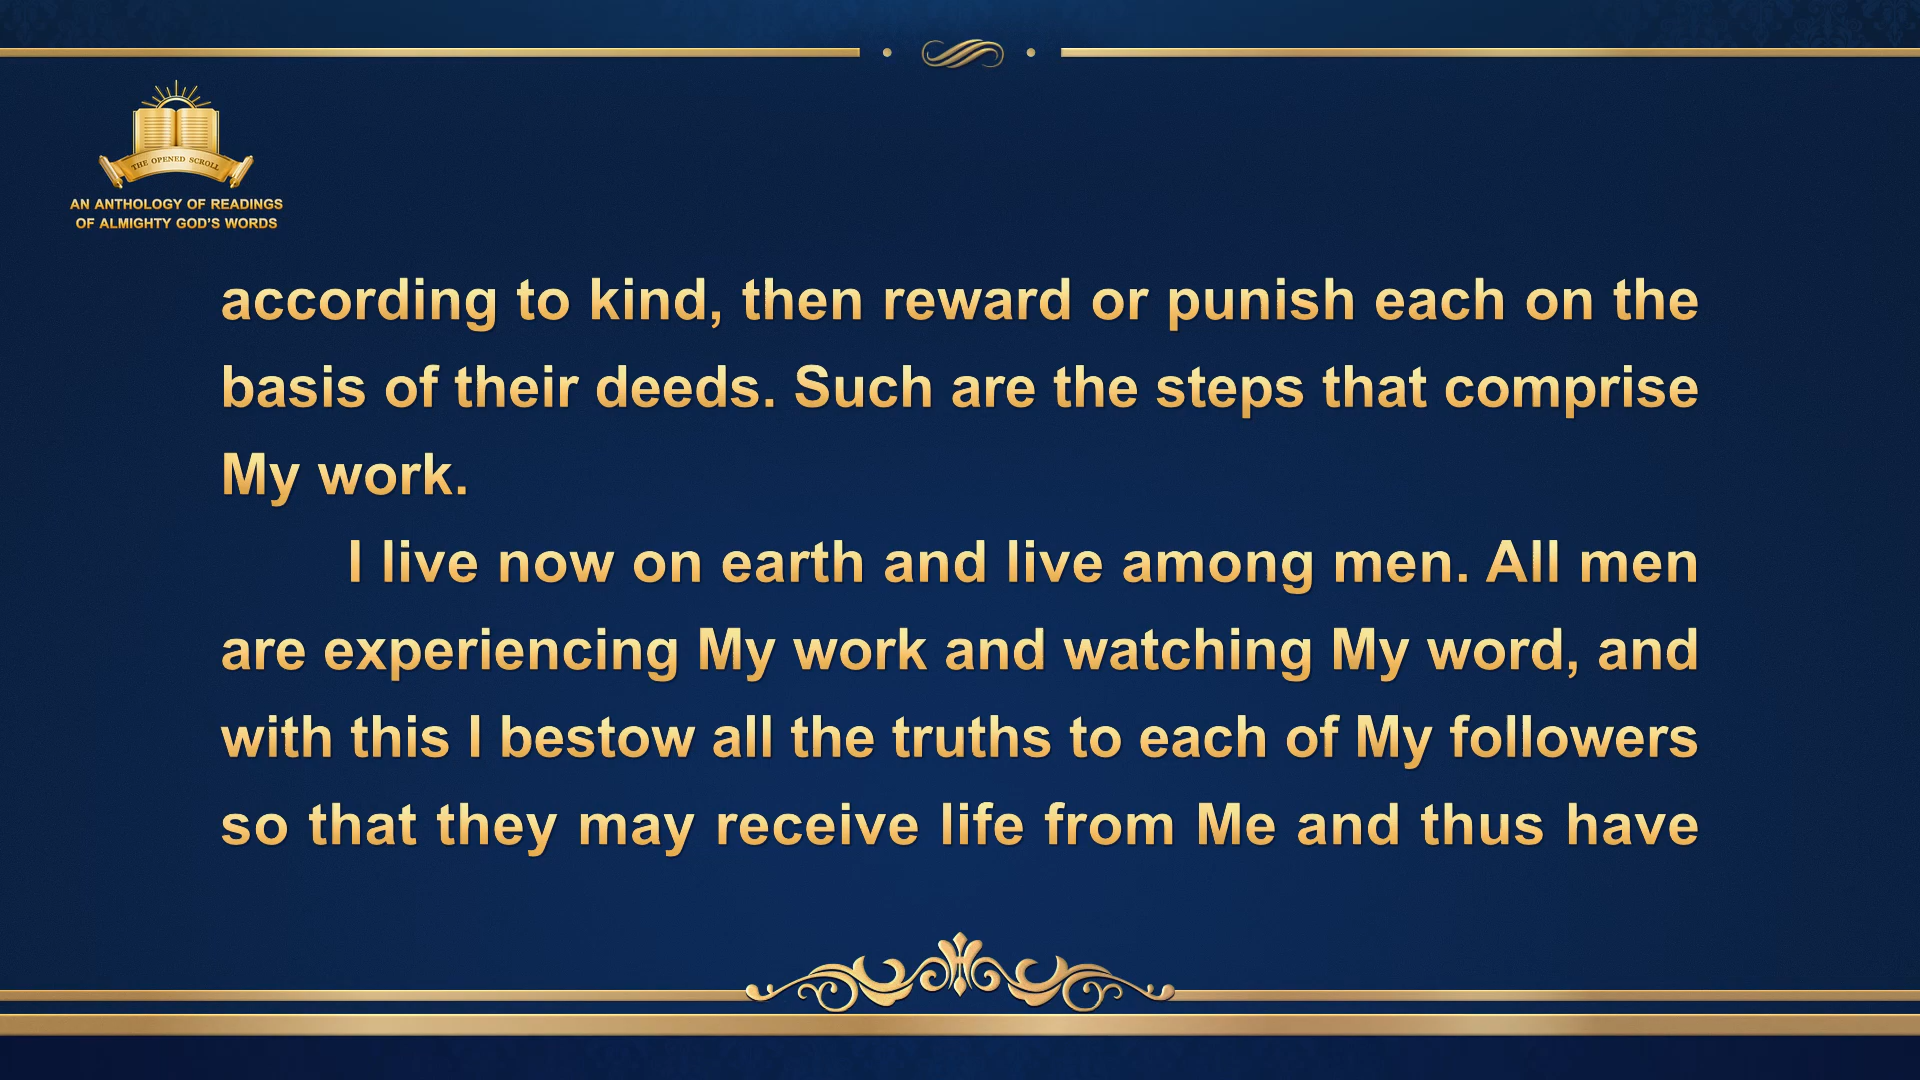 THE OPENED SCROLL
AN ANTHOLOGY OF READINGS
OF ALMIGHTY GOD'S WORDS
according to kind, then reward or punish each on the
basis of their deeds. Such are the steps that comprise
My work.
I live now on earth and live among men. All men
are experiencing My work and watching My word, and
with this I bestow all the truths to each of My followers
so that they may receive life from Me and thus have